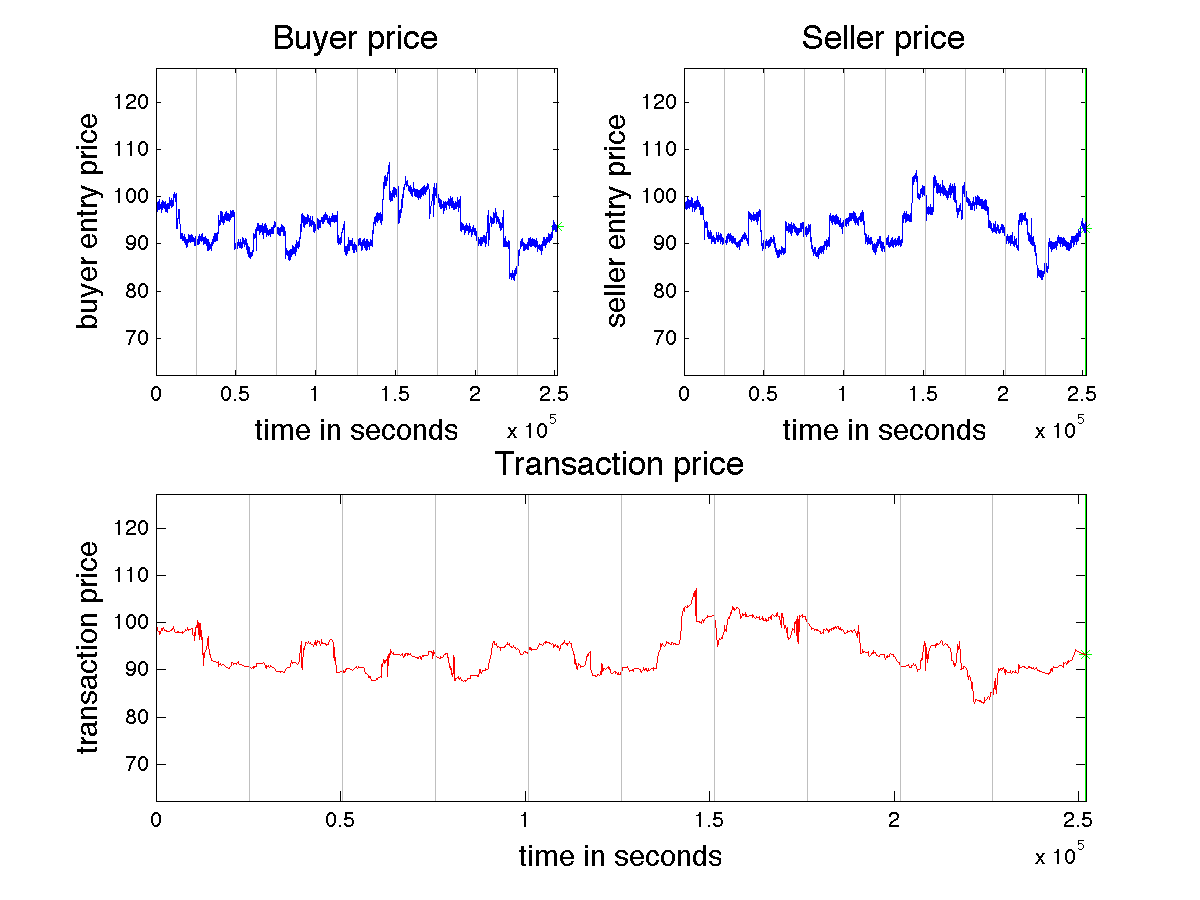 Buyer price
buyer entry price
120
110
100
90
80
70
0 0.5 1 1.5 2 2.5
x 10^5
time in seconds
Seller price
seller entry price
120
110
100
90
80
70
0 0.5 1 1.5 2 2.5
x 10^5
time in seconds
Transaction price
transaction price
120
110
100
90
80
70
0 0.5 1 1.5 2 2.5
x 10^5
time in seconds